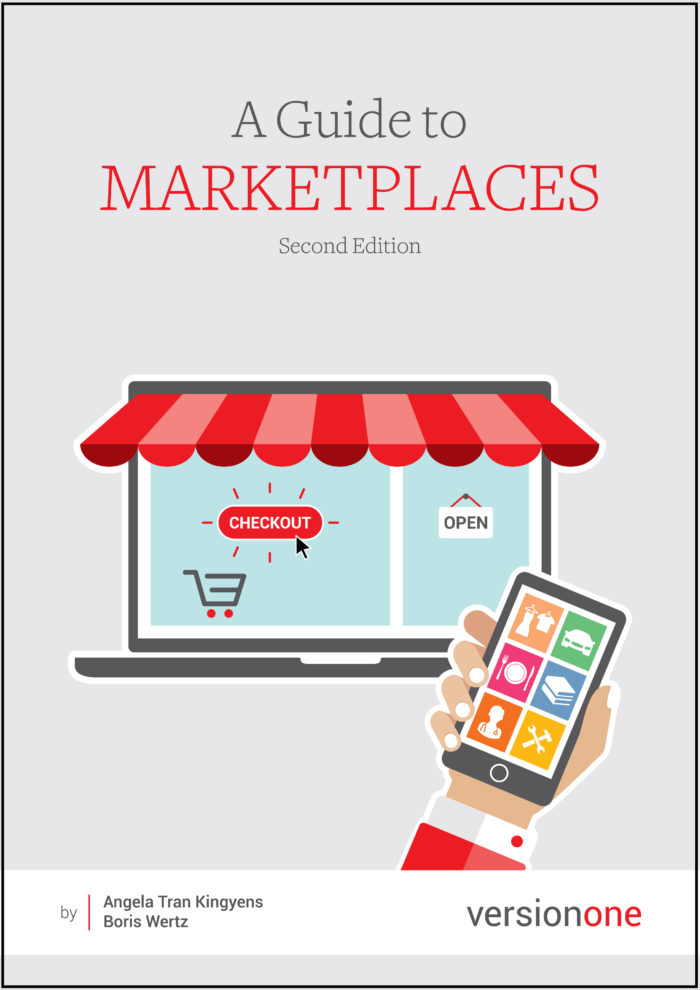 A Guide to
MARKETPLACES
Second Edition
CHECKOUT
OPEN
by
Angela Tran Kingyens
Boris Wertz
versionone